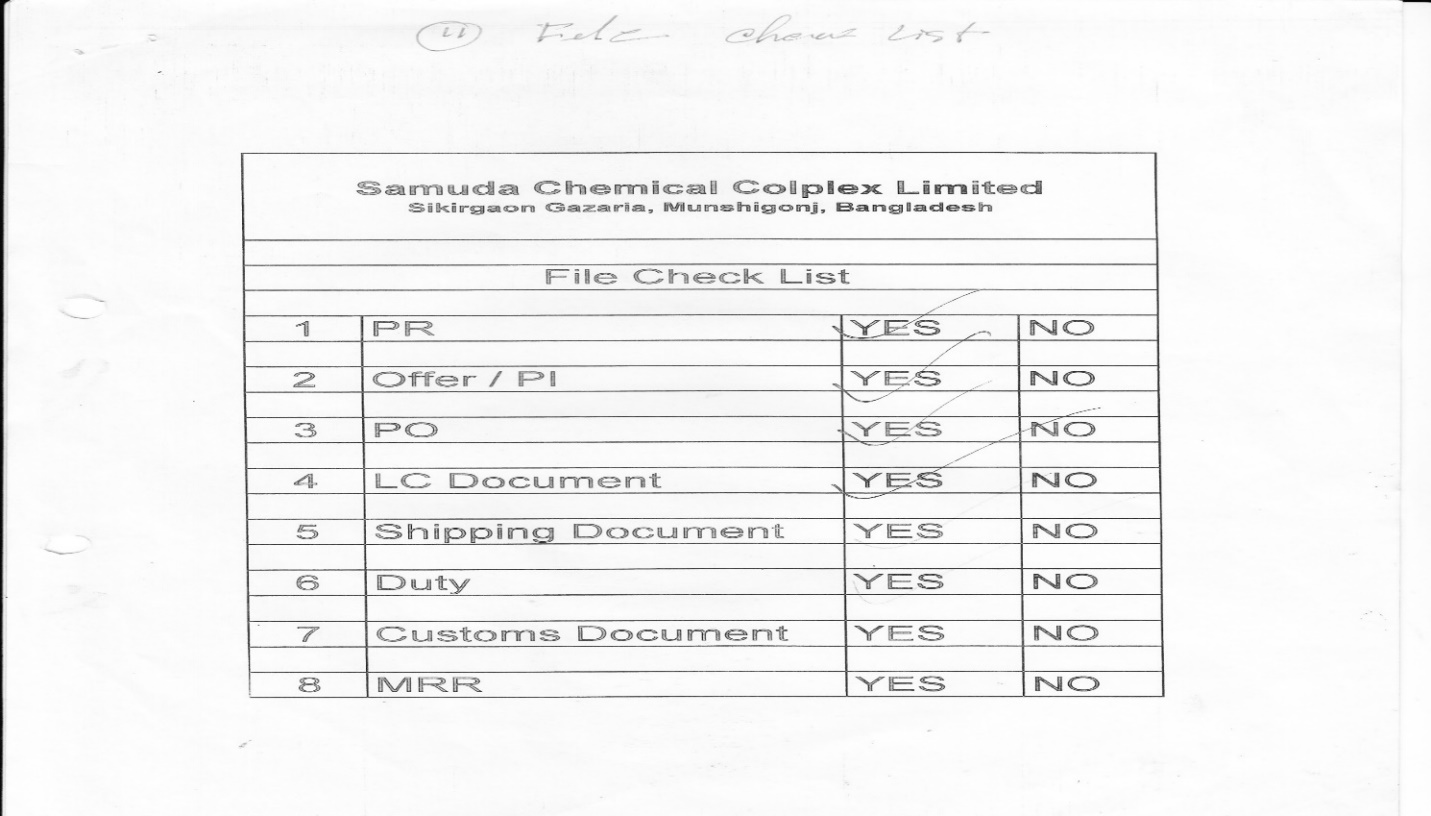 11 File Check List
Samuda Chemical Colplex Limited
Sikirgaon Gazaria, Munshigonj, Bangladesh
File Check List
1 PR YES NO
2 Offer / PI YES NO
3 PO YES NO
4 LC Document YES NO
5 Shipping Document YES NO
6 Duty YES NO
7 Customs Document YES NO
8 MRR YES NO